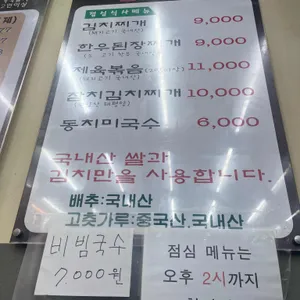 점심식사메뉴
김치찌개 9,000
한우된장찌개 9,000
제육볶음 11,000
참치김치찌개 10,000
동치미국수 6,000
국내산 쌀과
김치만을 사용합니다.
배추:국내산
고춧가루:중국산.국내산
비빔국수
7,000원
점심 메뉴는
오후 2시까지